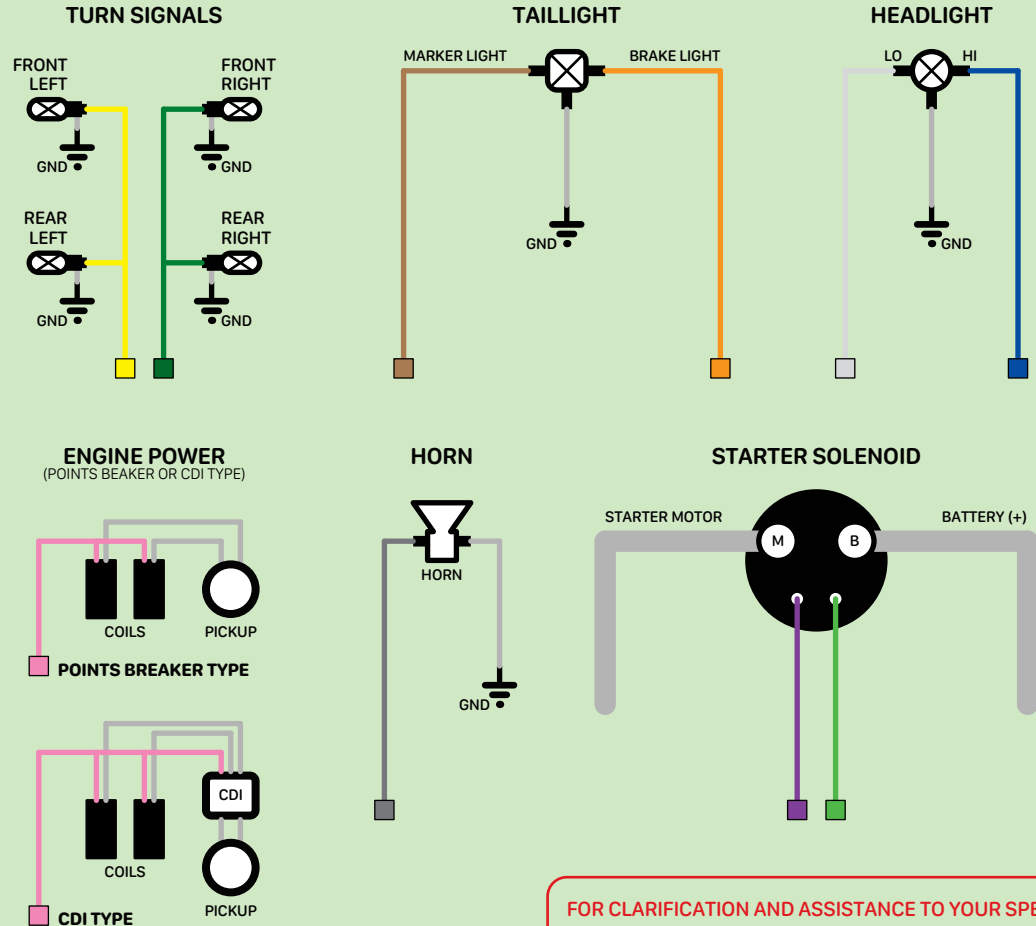 TURN SIGNALS
FRONT
LEFT
FRONT
RIGHT
GND
GND
REAR
LEFT
REAR
RIGHT
GND
GND
TAILLIGHT
MARKER LIGHT
BRAKE LIGHT
GND
HEADLIGHT
LO
HI
GND
ENGINE POWER
(POINTS BEAKER OR CDI TYPE)
COILS
PICKUP
POINTS BREAKER TYPE
CDI
COILS
PICKUP
CDI TYPE
HORN
HORN
GND
STARTER SOLENOID
STARTER MOTOR
BATTERY (+)
M
B
FOR CLARIFICATION AND ASSISTANCE TO YOUR SPE